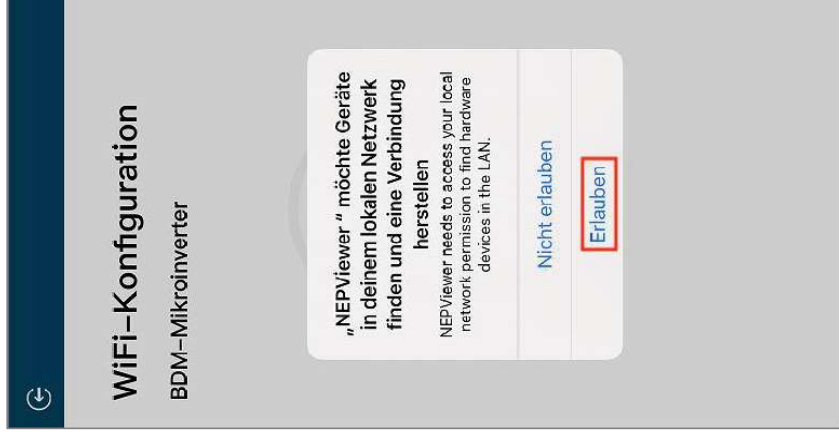 WiFi–Konfiguration
BDM–Mikroinverter
„NEPViewer “ möchte Geräte
in deinem lokalen Netzwerk
finden und eine Verbindung
herstellen
NEPViewer needs to access your local
network permission to find hardware
devices in the LAN.
Nicht erlauben
Erlauben